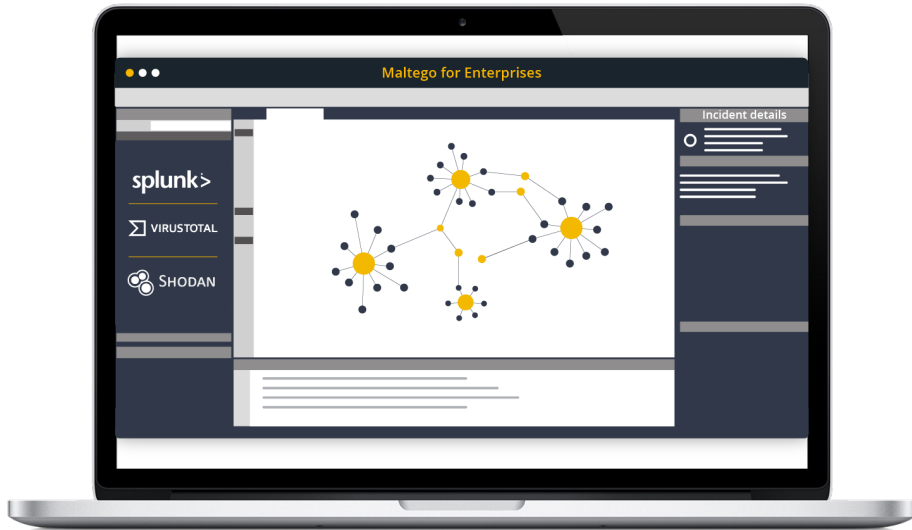 Maltego for Enterprises
Incident details
splunk>
VIRUSTOTAL
SHODAN